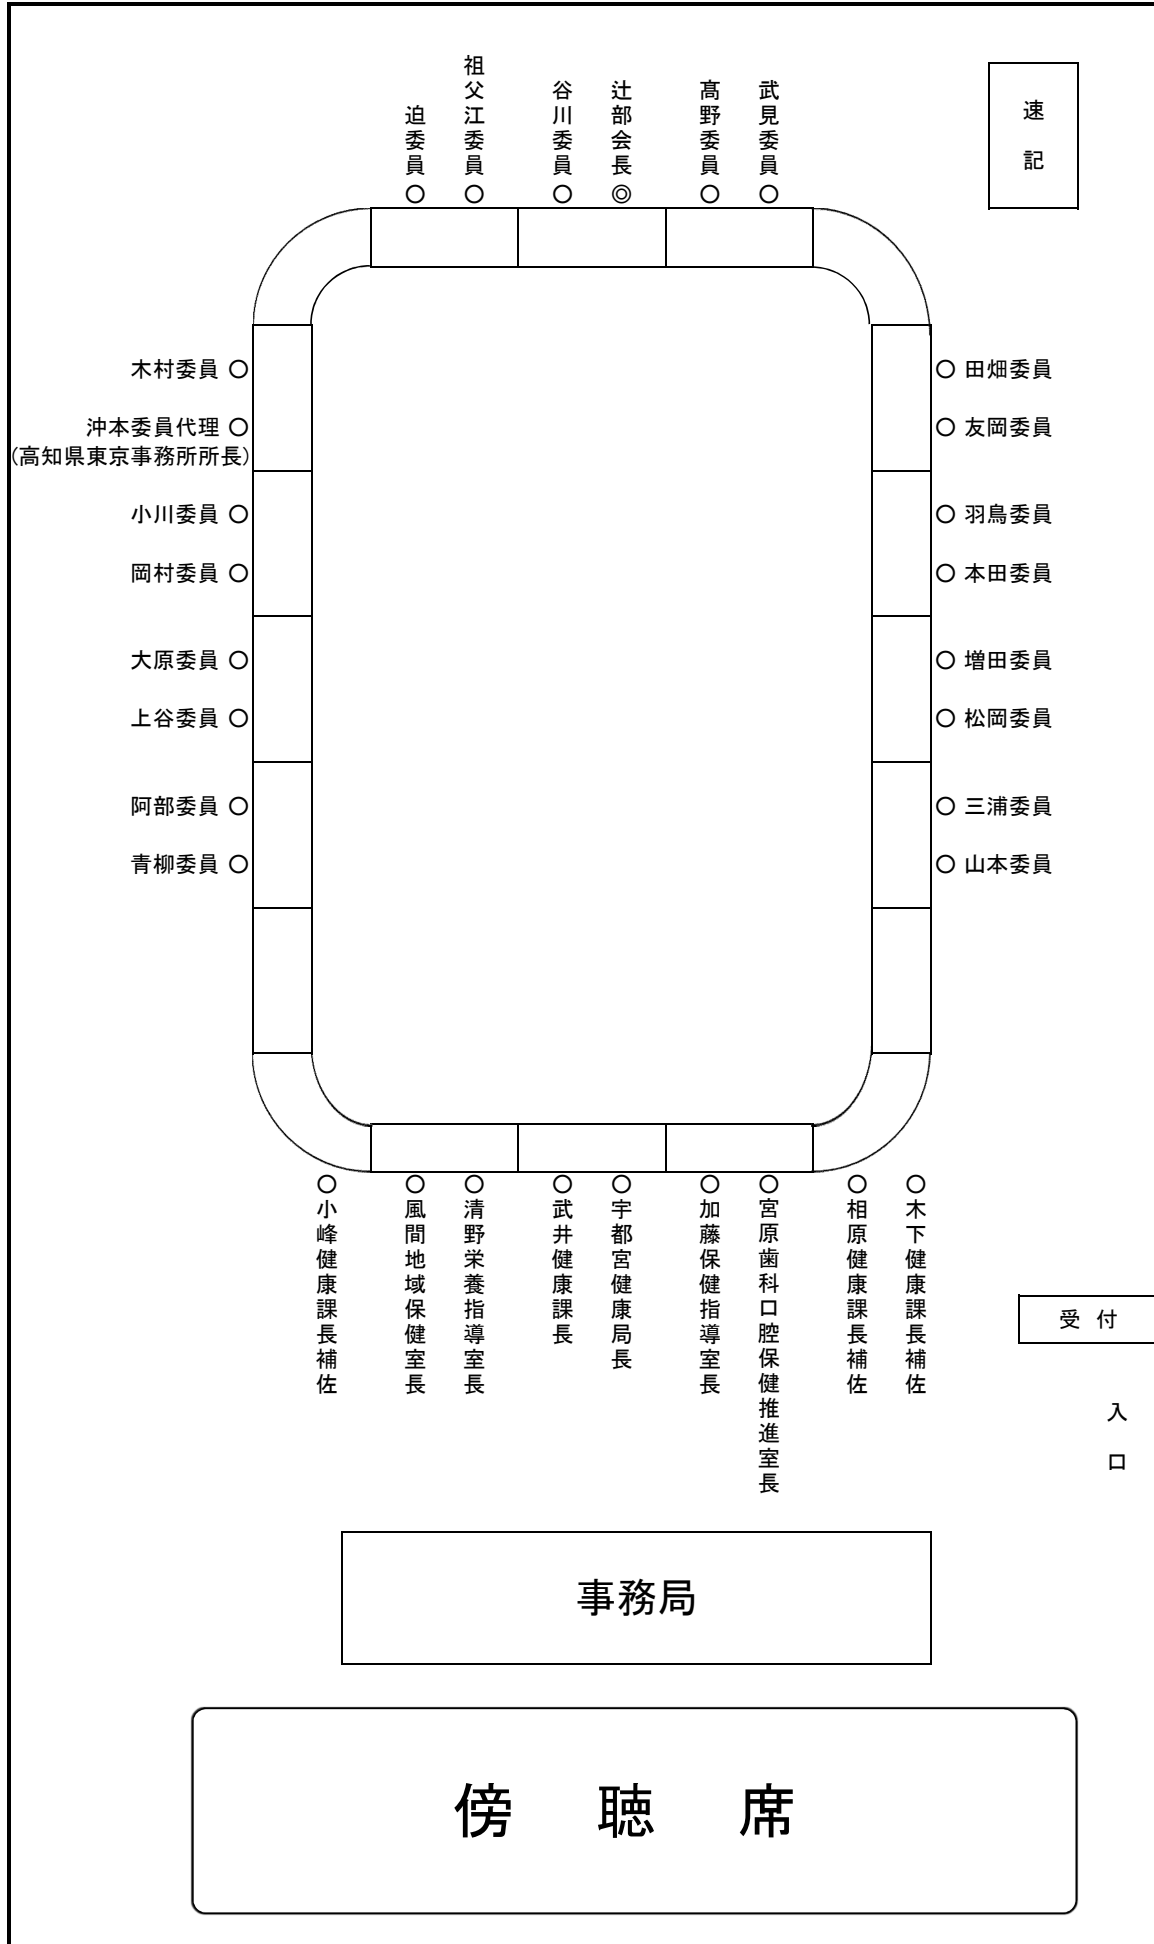 迫委員
祖父江委員
谷川委員
辻部会長
髙野委員
武見委員
速記
木村委員
沖本委員代理
(高知県東京事務所所長)
小川委員
岡村委員
大原委員
上谷委員
阿部委員
青柳委員
田畑委員
友岡委員
羽鳥委員
本田委員
増田委員
松岡委員
三浦委員
山本委員
小峰健康課長補佐
風間地域保健室長
清野栄養指導室長
武井健康課長
宇都宮健康局長
加藤保健指導室長
宮原歯科口腔保健推進室長
相原健康課長補佐
木下健康課長補佐
受 付
入口
事務局
傍 聴 席